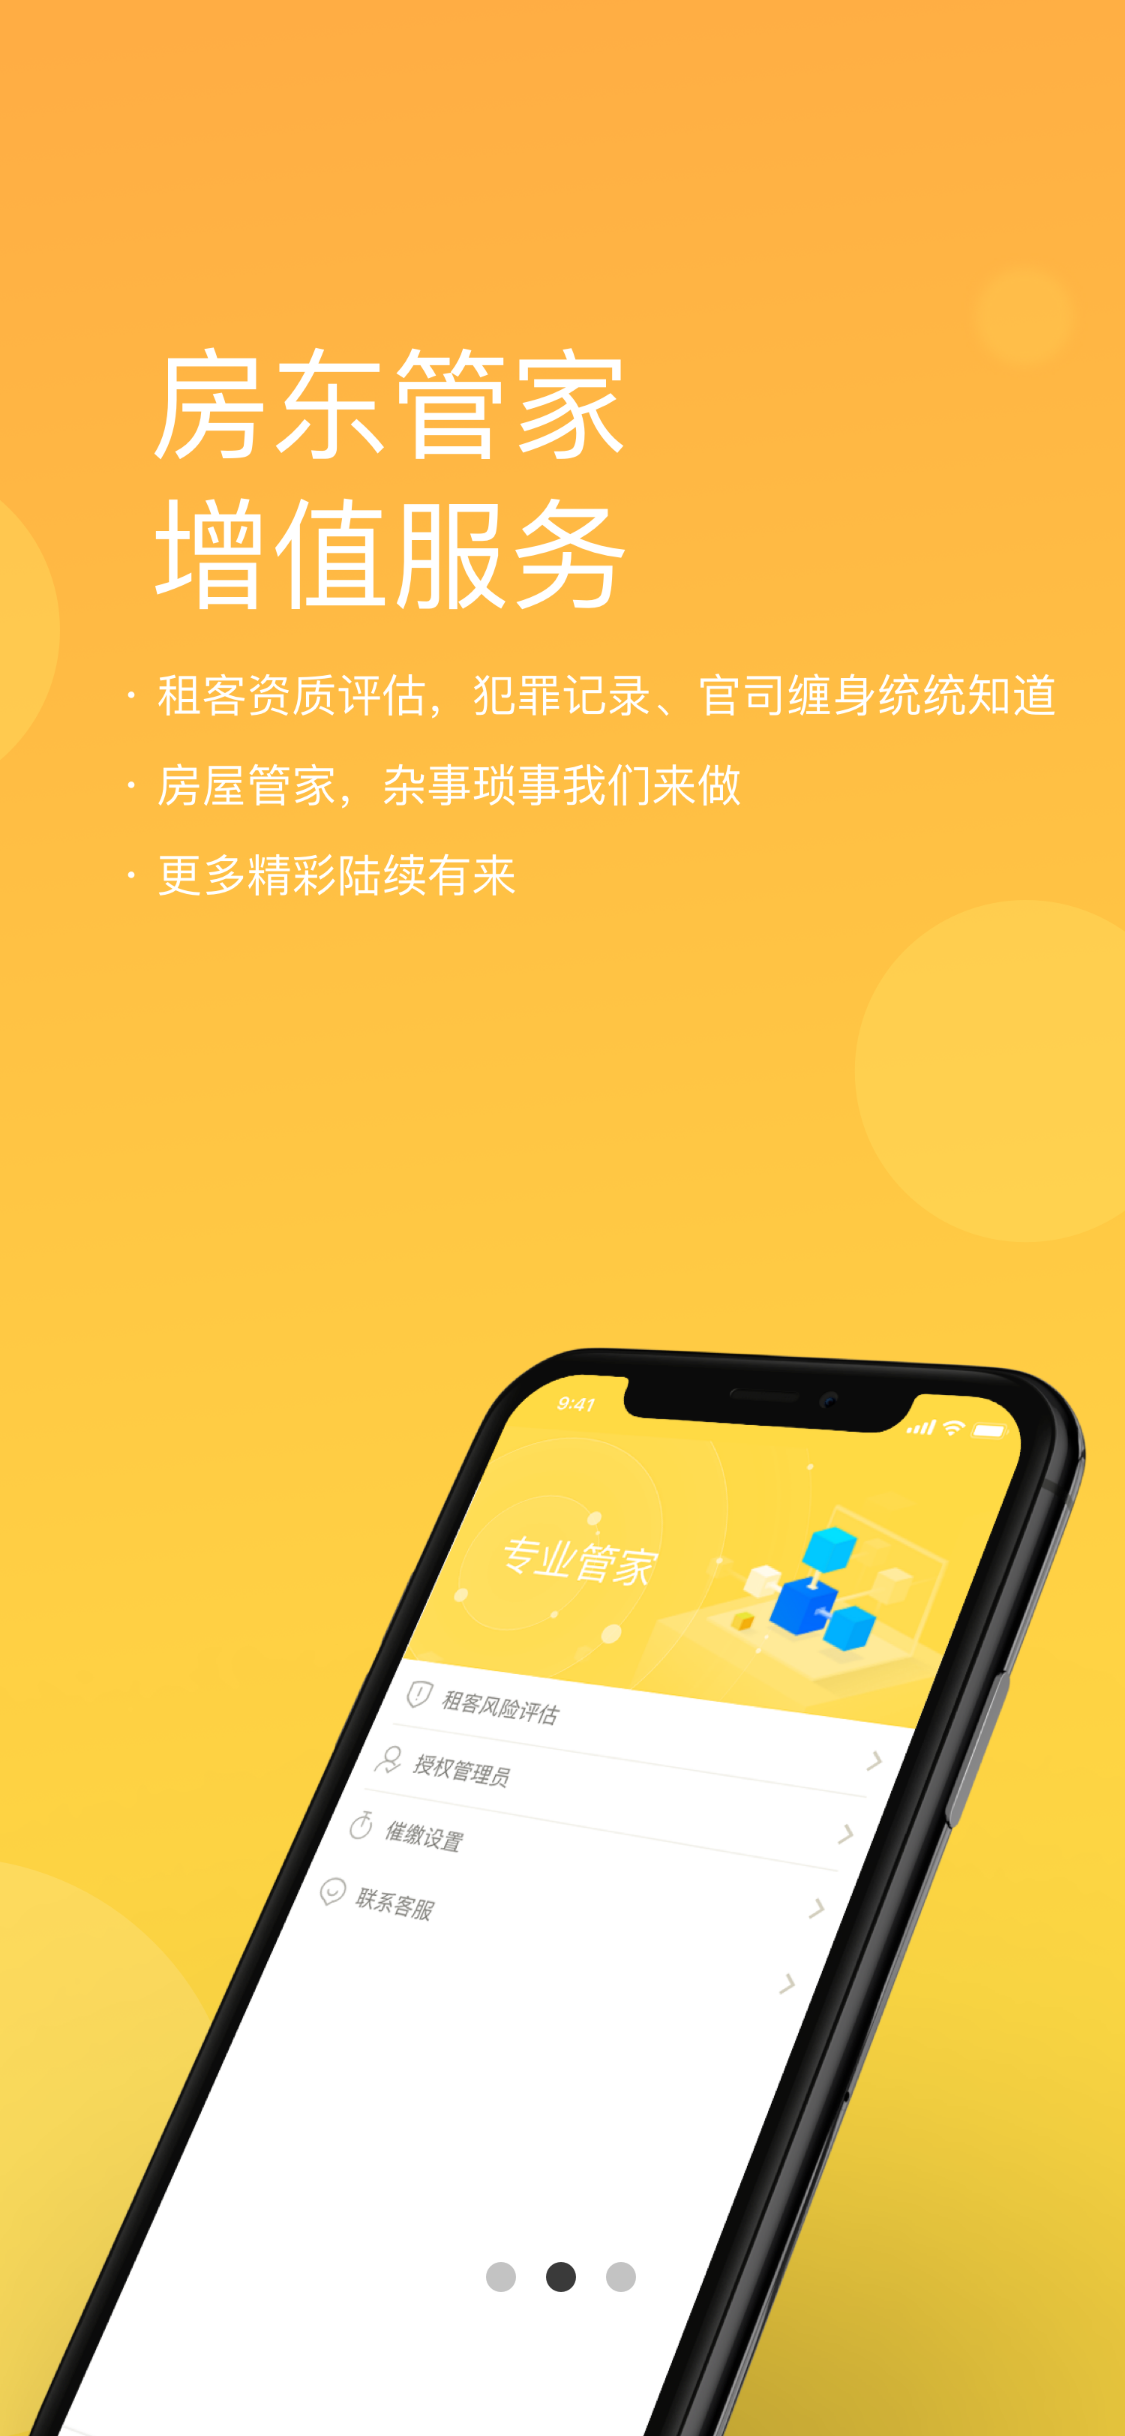 房东管家
增值服务
· 租客资质评估，犯罪记录、官司缠身统统知道
· 房屋管家，杂事琐事我们来做
· 更多精彩陆续有来
9:41
专业管家
租客风险评估
授权管理员
催缴设置
联系客服